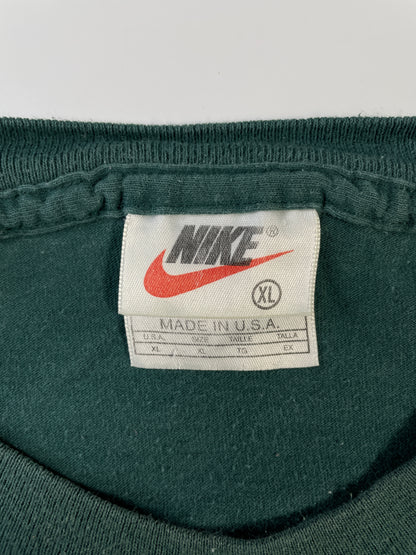 NIKE®
XL
MADE IN U.S.A.
U.S.A. SIZE TAILLE TALLA
XL XL TG EX